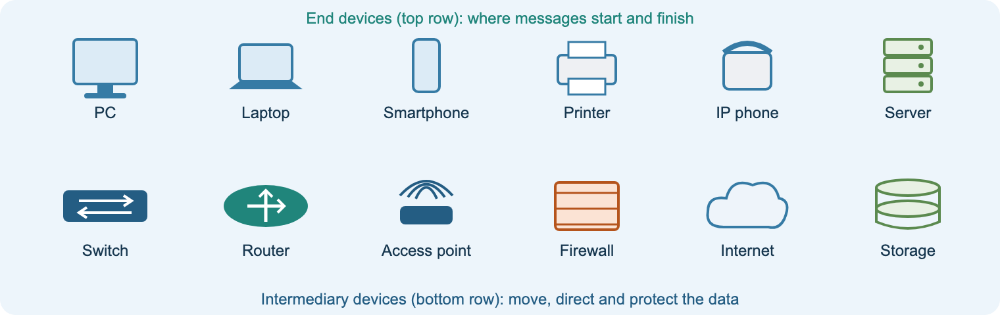 End devices (top row): where messages start and finish
PC
Laptop
Smartphone
Printer
IP phone
Server
Switch
Router
Access point
Firewall
Internet
Storage
Intermediary devices (bottom row): move, direct and protect the data